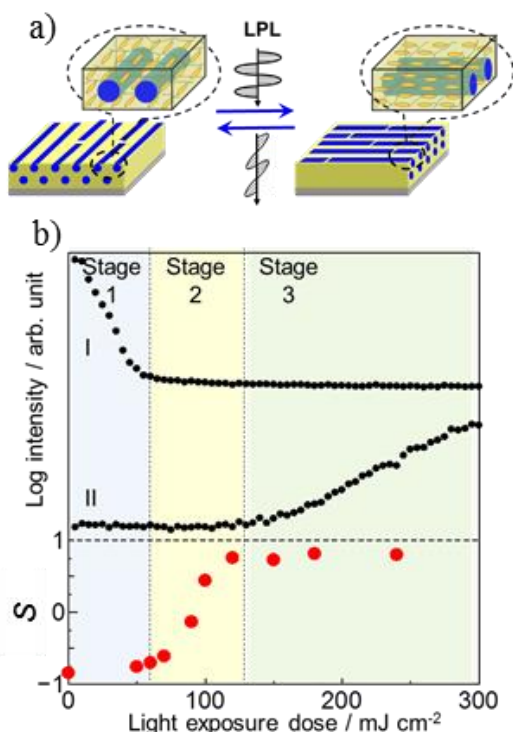 a)
LPL
b)
Stage
1
Stage
2
Stage
3
I
II
Log intensity / arb. unit
1
0
−1
S
0
100
200
300
Light exposure dose / mJ cm-2